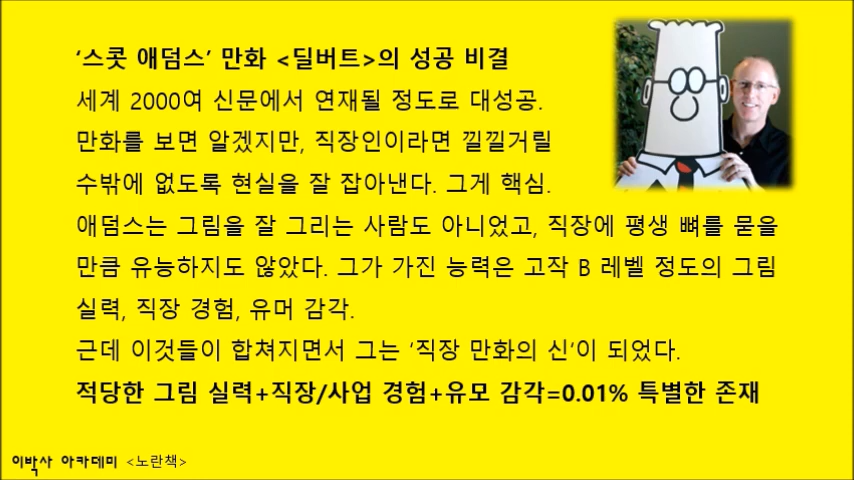 ‘스콧 애덤스’ 만화 <딜버트>의 성공 비결
세계 2000여 신문에서 연재될 정도로 대성공.
만화를 보면 알겠지만, 직장인이라면 낄낄거릴
수밖에 없도록 현실을 잘 잡아낸다. 그게 핵심.
애덤스는 그림을 잘 그리는 사람도 아니었고, 직장에 평생 뼈를 묻을
만큼 유능하지도 않았다. 그가 가진 능력은 고작 B 레벨 정도의 그림
실력, 직장 경험, 유머 감각.
근데 이것들이 합쳐지면서 그는 ‘직장 만화의 신’이 되었다.
적당한 그림 실력+직장/사업 경험+유모 감각=0.01% 특별한 존재
이박사 아카데미 <노란책>